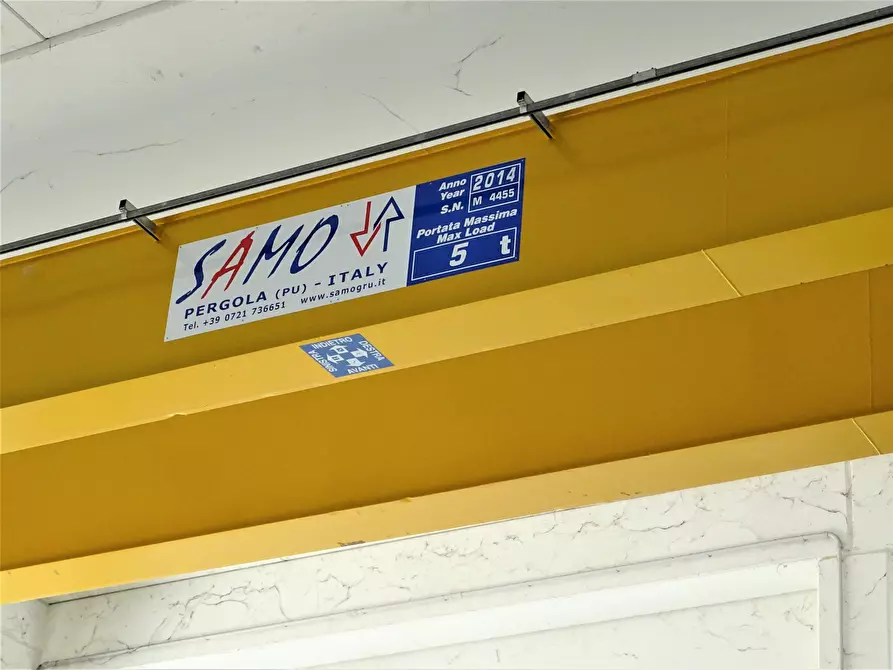 SAMO
PERGOLA (PU) - ITALY
Tel. +39 0721 736651 www.samogru.it
Anno
Year 2014
S.N. M 4455
Portata Massima
Max Load
5 t
INDIETRO
DESTRA
SINISTRA
AVANTI